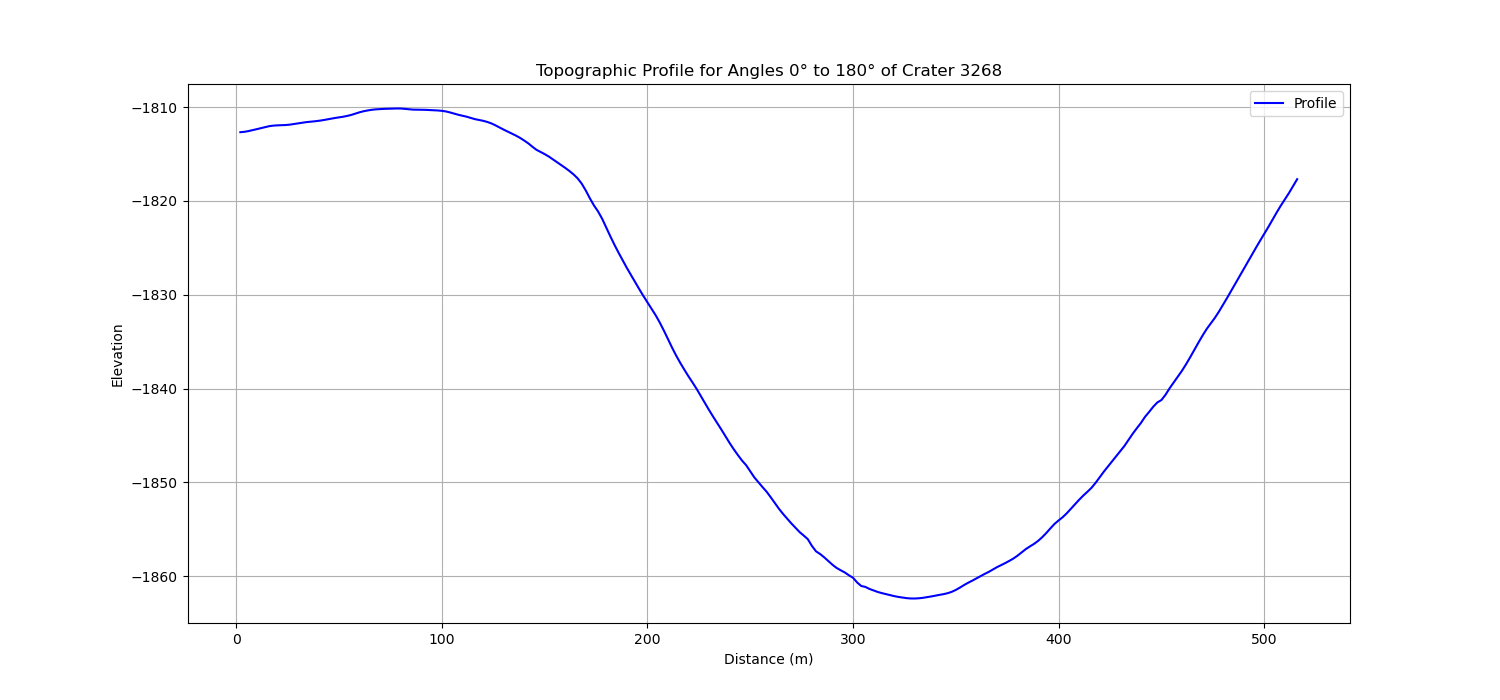 Topographic Profile for Angles 0° to 180° of Crater 3268
Profile
Elevation
−1810
−1820
−1830
−1840
−1850
−1860
0 100 200 300 400 500
Distance (m)